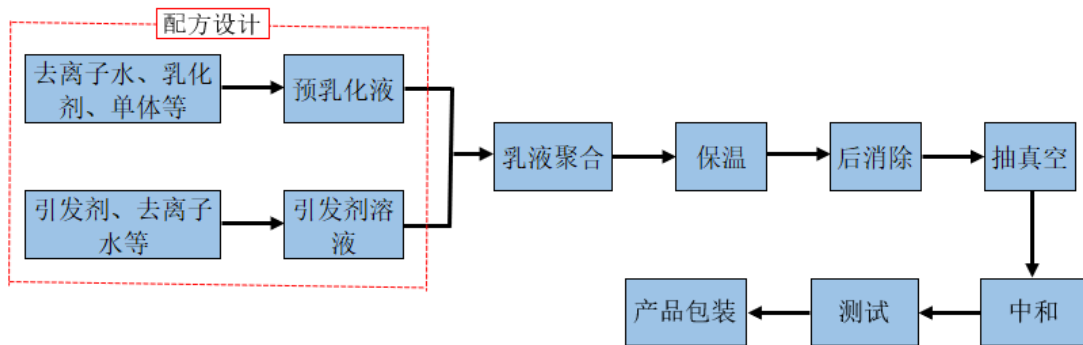 配方设计
去离子水、乳化
剂、单体等
预乳化液
引发剂、去离子
水等
引发剂溶
液
乳液聚合
保温
后消除
抽真空
中和
测试
产品包装